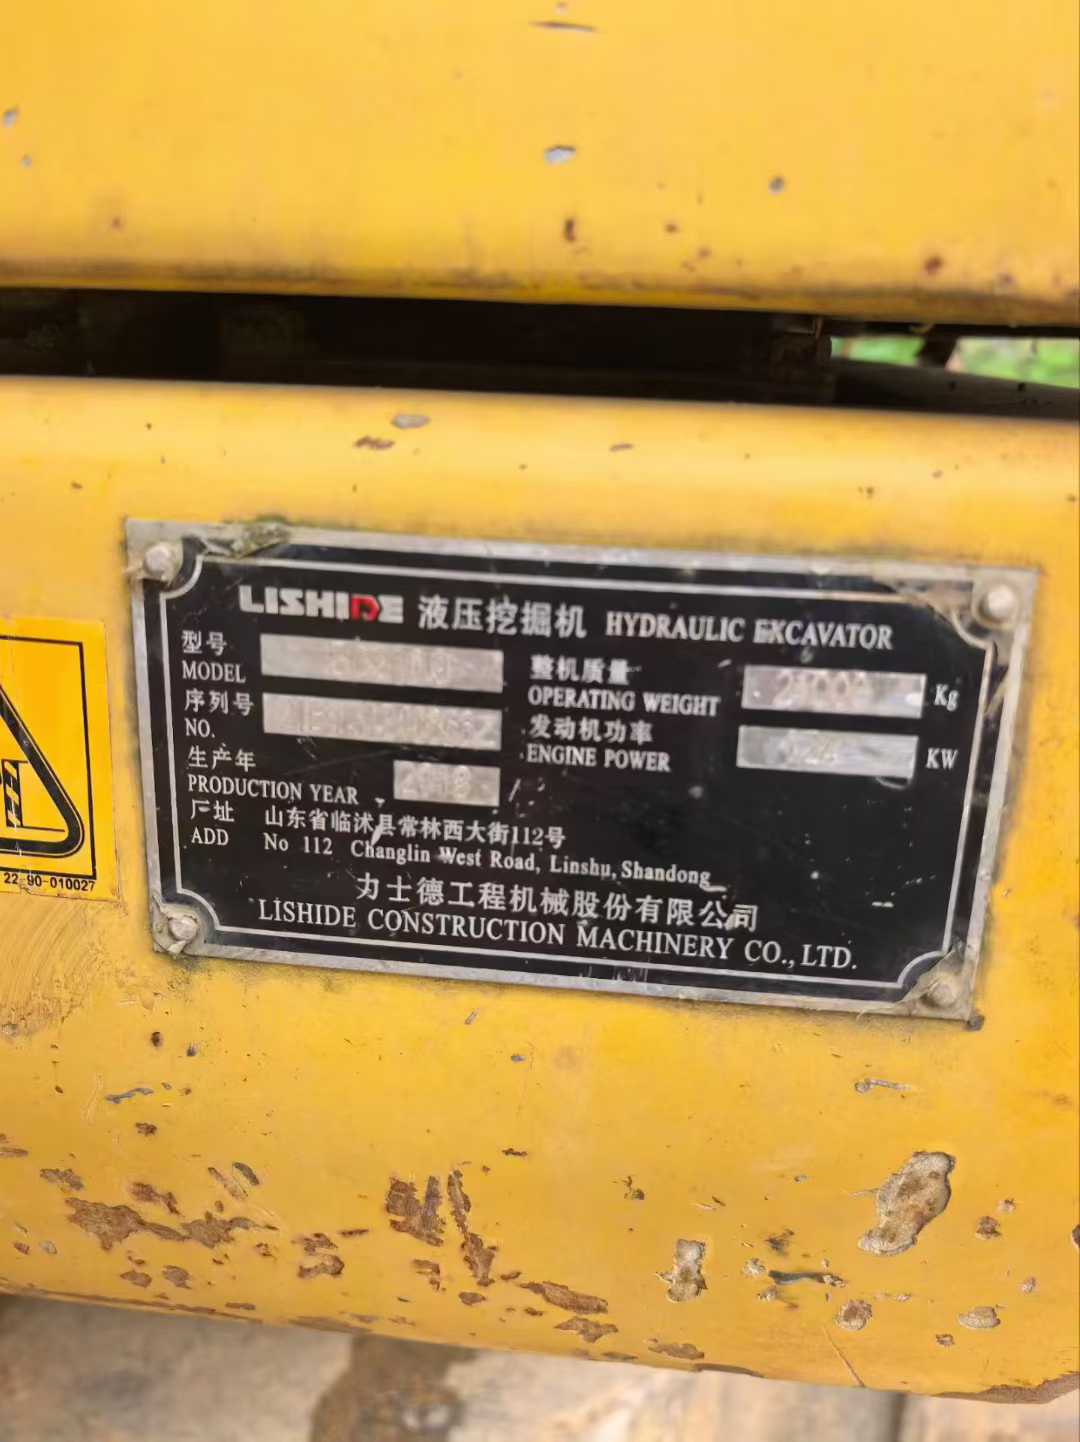 LISHIDE 液压挖掘机 HYDRAULIC EXCAVATOR
型号
MODEL
整机质量
OPERATING WEIGHT Kg
序列号
NO.
发动机功率
ENGINE POWER KW
生产年
PRODUCTION YEAR
厂址 山东省临沭县常林西大街112号
ADD No 112 Changlin West Road, Linshu, Shandong
力士德工程机械股份有限公司
LISHIDE CONSTRUCTION MACHINERY CO., LTD.
22-90-010027